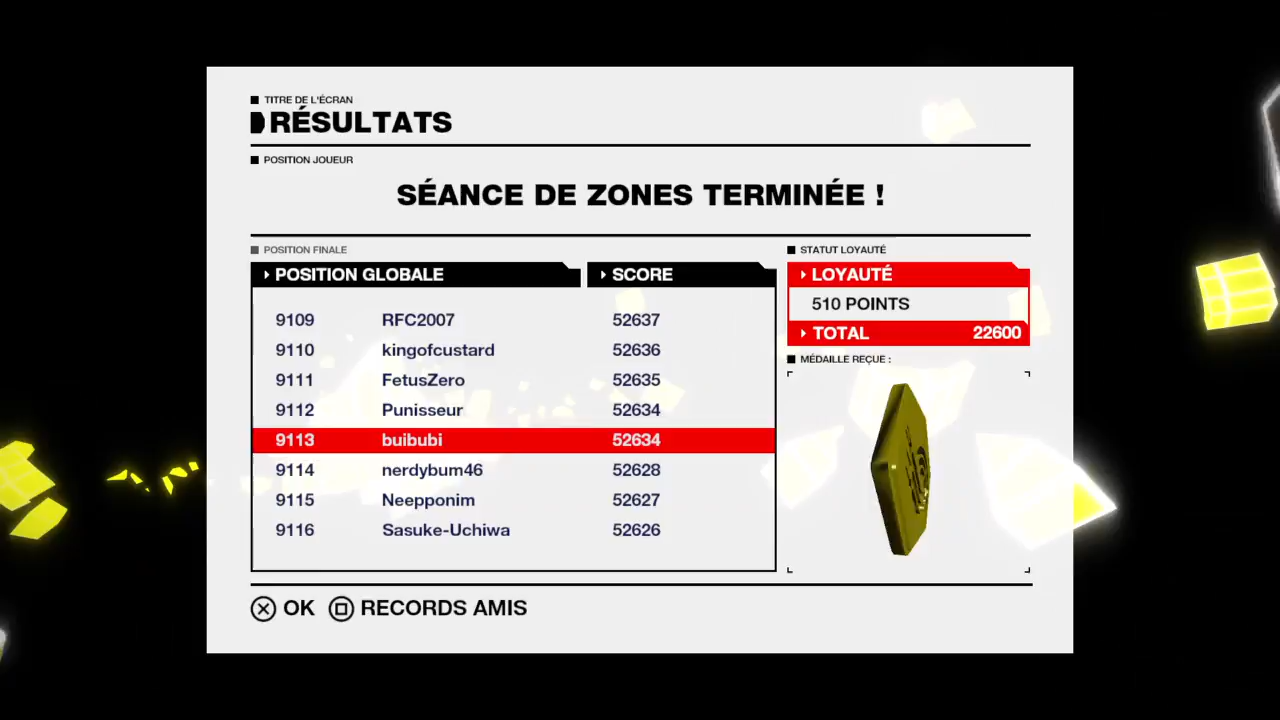 TITRE DE L'ÉCRAN
RÉSULTATS
POSITION JOUEUR
SÉANCE DE ZONES TERMINÉE !
POSITION FINALE
POSITION GLOBALE SCORE
9109 RFC2007 52637
9110 kingofcustard 52636
9111 FetusZero 52635
9112 Punisseur 52634
9113 buibubi 52634
9114 nerdybum46 52628
9115 Neepponim 52627
9116 Sasuke-Uchiwa 52626
STATUT LOYAUTÉ
LOYAUTÉ
510 POINTS
TOTAL 22600
MÉDAILLE REÇUE :
OK RECORDS AMIS